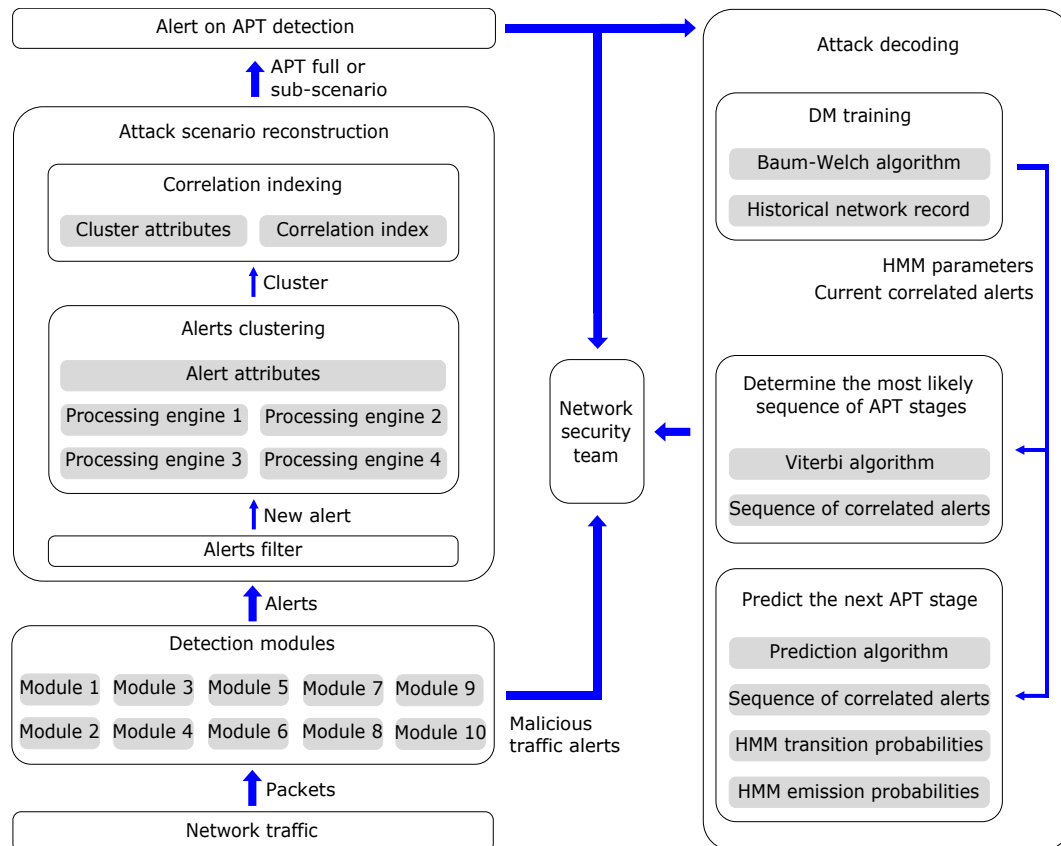 Alert on APT detection
APT full or
sub-scenario
Attack scenario reconstruction
Correlation indexing
Cluster attributes
Correlation index
Cluster
Alerts clustering
Alert attributes
Processing engine 1
Processing engine 2
Processing engine 3
Processing engine 4
New alert
Alerts filter
Alerts
Detection modules
Module 1
Module 3
Module 5
Module 7
Module 9
Module 2
Module 4
Module 6
Module 8
Module 10
Packets
Network traffic
Malicious
traffic alerts
Network
security
team
Attack decoding
DM training
Baum-Welch algorithm
Historical network record
HMM parameters
Current correlated alerts
Determine the most likely
sequence of APT stages
Viterbi algorithm
Sequence of correlated alerts
Predict the next APT stage
Prediction algorithm
Sequence of correlated alerts
HMM transition probabilities
HMM emission probabilities